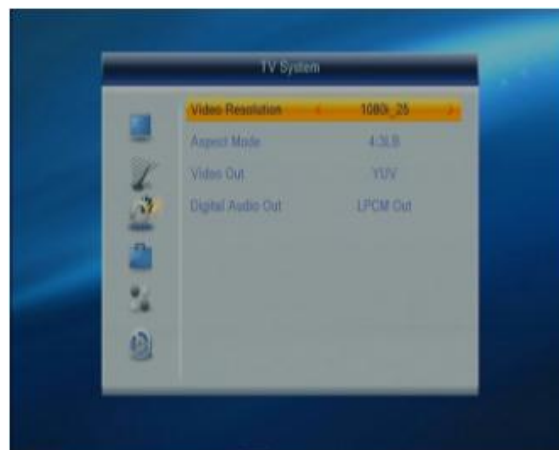 TV System
Video Resolution 1080i_25
Aspect Mode 4:3LB
Video Out YUV
Digital Audio Out LPCM Out